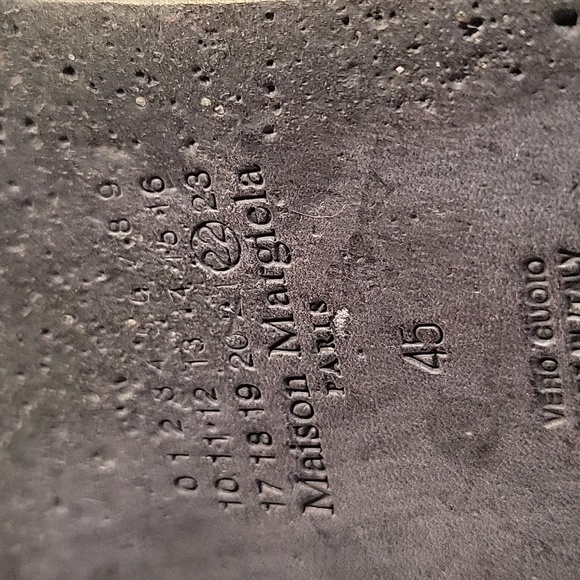 0 1 2 3 4 5 6 7 8 9
10 11 12 13 14 15 16
17 18 19 20 21 22 23
Maison Margiela
PARIS
45
VERO CUOIO